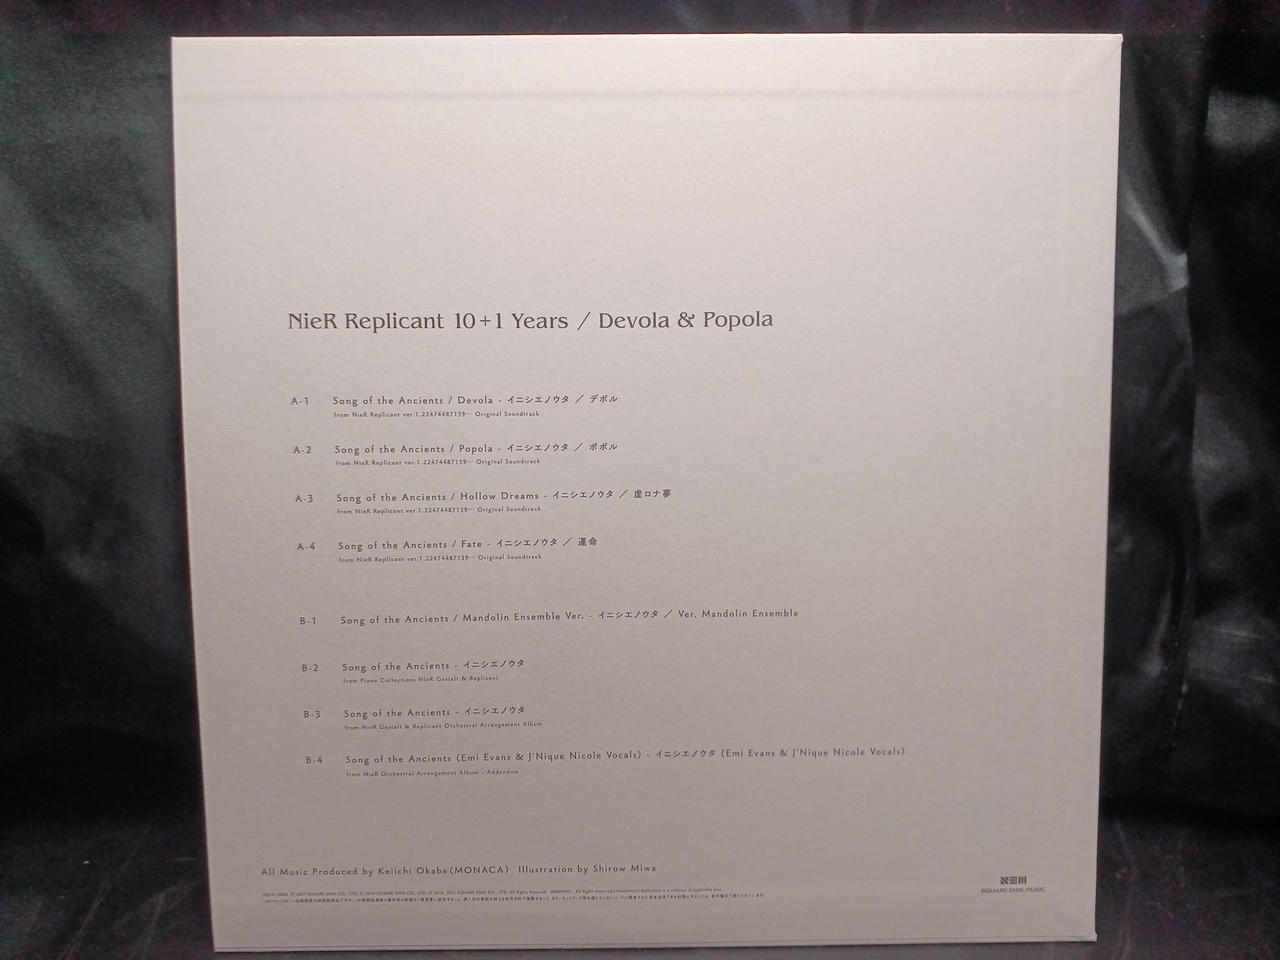 NieR Replicant 10+1 Years / Devola & Popola
A-1 Song of the Ancients / Devola - イニシエノウタ ／ デボル
from NieR Replicant ver.1.22474487139… Original Soundtrack
A-2 Song of the Ancients / Popola - イニシエノウタ ／ ポポル
from NieR Replicant ver.1.22474487139… Original Soundtrack
A-3 Song of the Ancients / Hollow Dreams - イニシエノウタ ／ 虚ロナ夢
from NieR Replicant ver.1.22474487139… Original Soundtrack
A-4 Song of the Ancients / Fate - イニシエノウタ ／ 運命
from NieR Replicant ver.1.22474487139… Original Soundtrack
B-1 Song of the Ancients / Mandolin Ensemble Ver. - イニシエノウタ ／ Ver. Mandolin Ensemble
B-2 Song of the Ancients - イニシエノウタ
from Piano Collections NieR Gestalt & Replicant
B-3 Song of the Ancients - イニシエノウタ
from NieR Gestalt & Replicant Orchestral Arrangement Album
B-4 Song of the Ancients (Emi Evans & J'Nique Nicole Vocals) - イニシエノウタ (Emi Evans & J'Nique Nicole Vocals)
from NieR Orchestral Arrangement Album - Addendum
All Music Produced by Keiichi Okabe (MONACA) Illustration by Shirow Miwa
SQUARE ENIX MUSIC